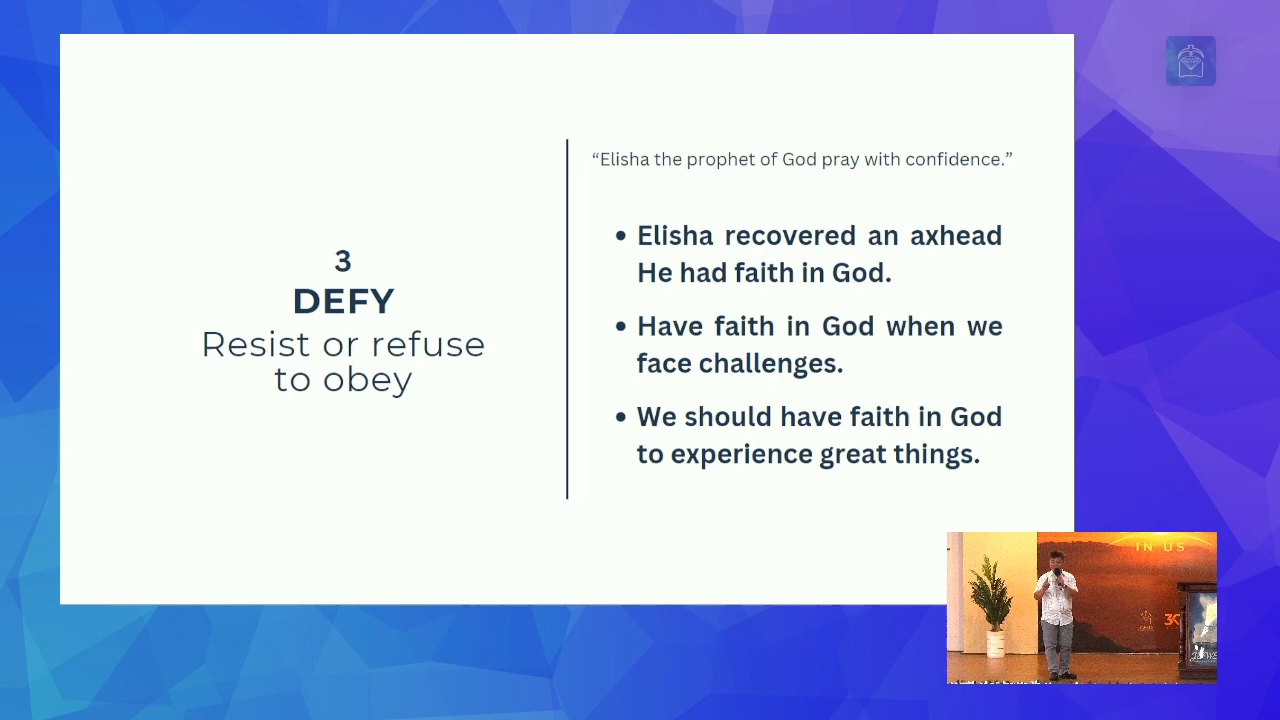 3
DEFY
Resist or refuse
to obey
“Elisha the prophet of God pray with confidence.”
• Elisha recovered an axhead
He had faith in God.
• Have faith in God when we
face challenges.
• We should have faith in God
to experience great things.
IN US